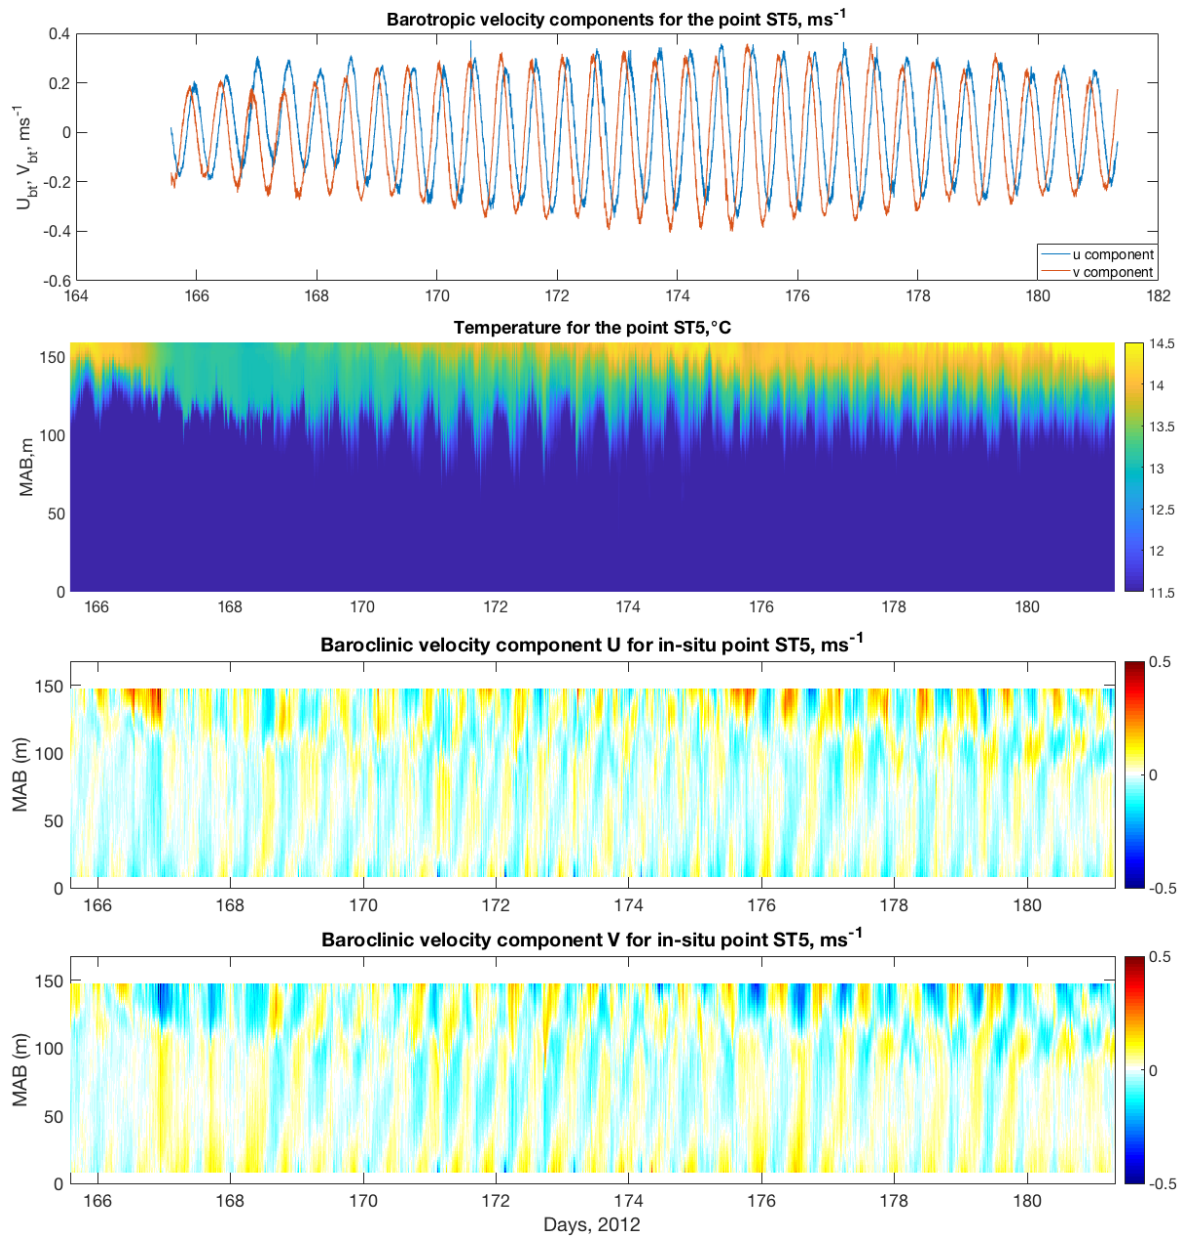 Barotropic velocity components for the point ST5, ms⁻¹
U_bt, V_bt, ms⁻¹
0.4
0.2
0
-0.2
-0.4
-0.6
u component
v component
164 166 168 170 172 174 176 178 180 182
Temperature for the point ST5,°C
MAB,m
150
100
50
0
14.5
14
13.5
13
12.5
12
11.5
166 168 170 172 174 176 178 180
Baroclinic velocity component U for in-situ point ST5, ms⁻¹
MAB (m)
150
100
50
0
0.5
0
-0.5
166 168 170 172 174 176 178 180
Baroclinic velocity component V for in-situ point ST5, ms⁻¹
MAB (m)
150
100
50
0
0.5
0
-0.5
166 168 170 172 174 176 178 180
Days, 2012